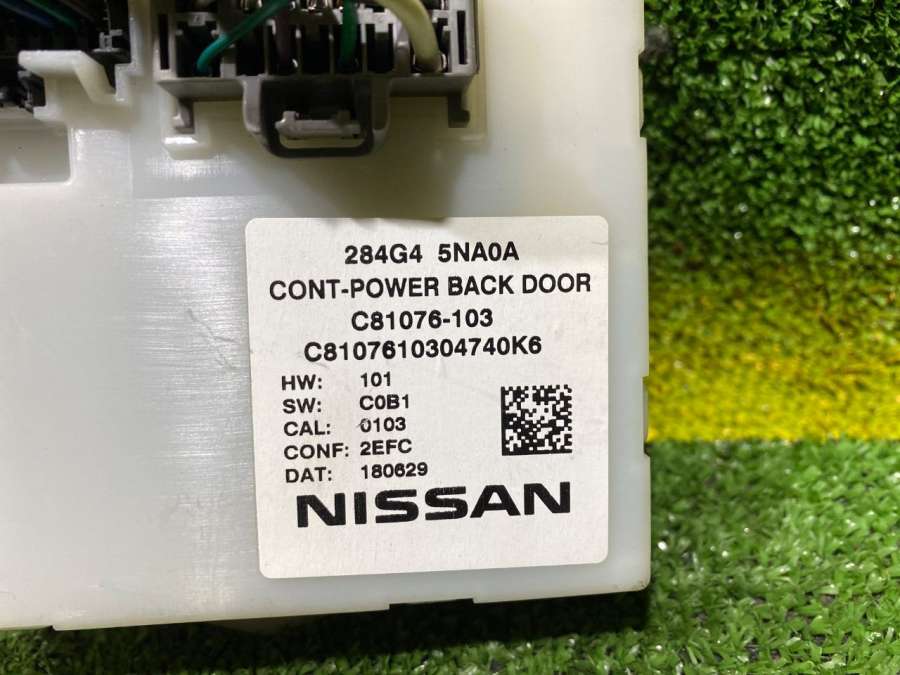 284G4 5NA0A
CONT-POWER BACK DOOR
C81076-103
C8107610304740K6
HW: 101
SW: C0B1
CAL: 0103
CONF: 2EFC
DAT: 180629
NISSAN